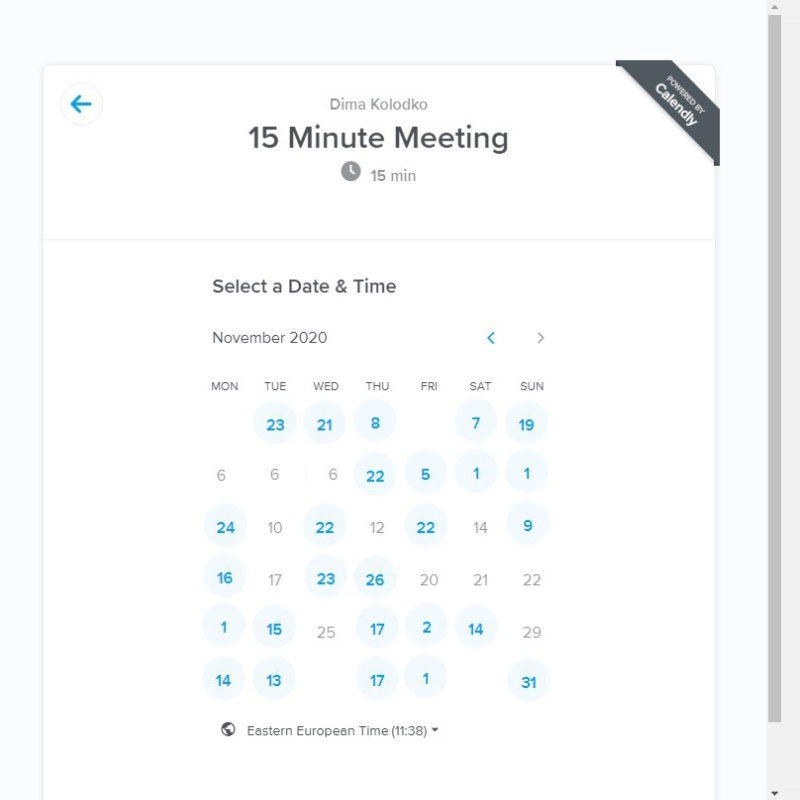 POWERED BY
Calendly
Dima Kolodko
15 Minute Meeting
15 min
Select a Date & Time
November 2020
MON TUE WED THU FRI SAT SUN
23 21 8 7 19
6 6 6 22 5 1 1
24 10 22 12 22 14 9
16 17 23 26 20 21 22
1 15 25 17 2 14 29
14 13 17 1 31
Eastern European Time (11:38)